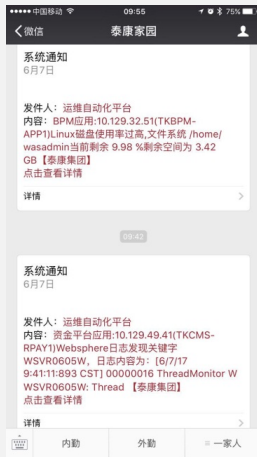 中国移动 09:55 75%
微信 泰康家园
系统通知
6月7日
发件人：运维自动化平台
内容：BPM应用:10.129.32.51(TKBPM-
APP1)Linux磁盘使用率过高,文件系统 /home/
wasadmin当前剩余 9.98 %剩余空间为 3.42
GB【泰康集团】
点击查看详情
详情
09:42
系统通知
6月7日
发件人：运维自动化平台
内容：资金平台应用:10.129.49.41(TKCMS-
RPAY1)Websphere日志发现关键字
WSVR0605W，日志内容为：[6/7/17
9:41:11:893 CST] 00000016 ThreadMonitor W
WSVR0605W: Thread 【泰康集团】
点击查看详情
详情
内勤 外勤 一家人